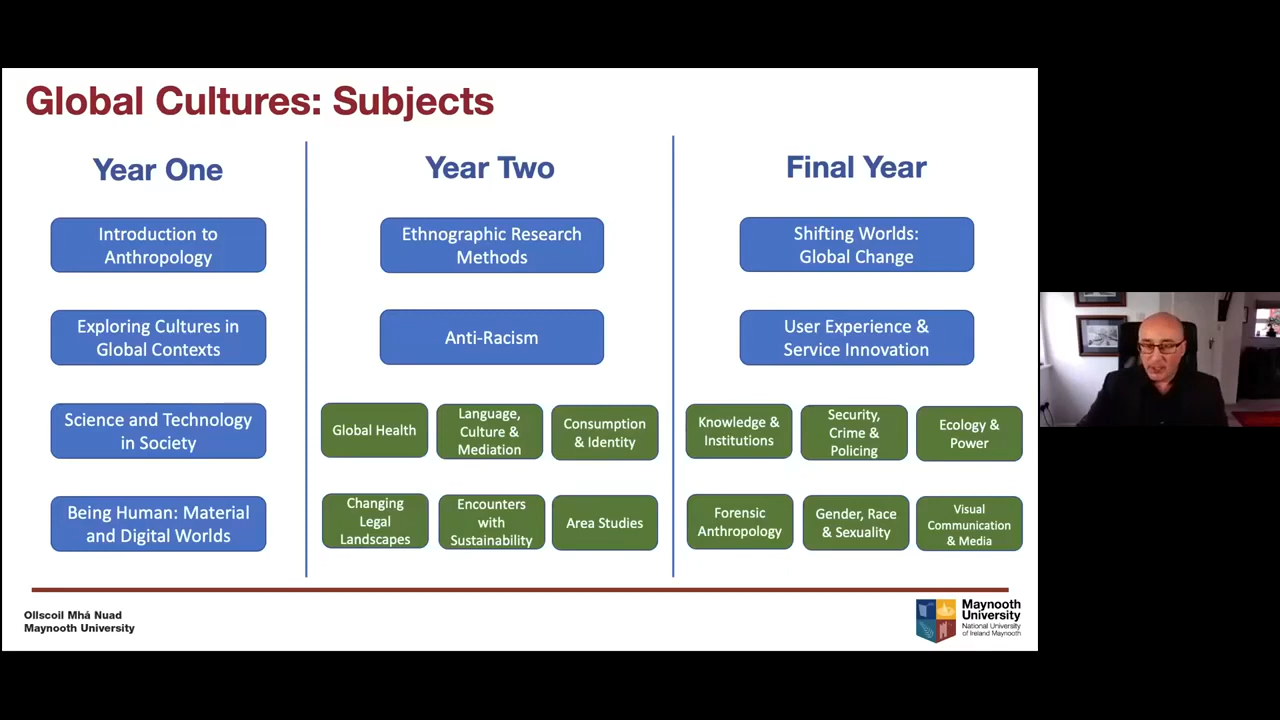 Global Cultures: Subjects
Year One
Introduction to
Anthropology
Exploring Cultures in
Global Contexts
Science and Technology
in Society
Being Human: Material
and Digital Worlds
Year Two
Ethnographic Research
Methods
Anti-Racism
Global Health
Language,
Culture &
Mediation
Consumption
& Identity
Changing
Legal
Landscapes
Encounters
with
Sustainability
Area Studies
Final Year
Shifting Worlds:
Global Change
User Experience &
Service Innovation
Knowledge &
Institutions
Security,
Crime &
Policing
Ecology &
Power
Forensic
Anthropology
Gender, Race
& Sexuality
Visual
Communication
& Media
Ollscoil Mhá Nuad
Maynooth University
Maynooth
University
National University
of Ireland Maynooth